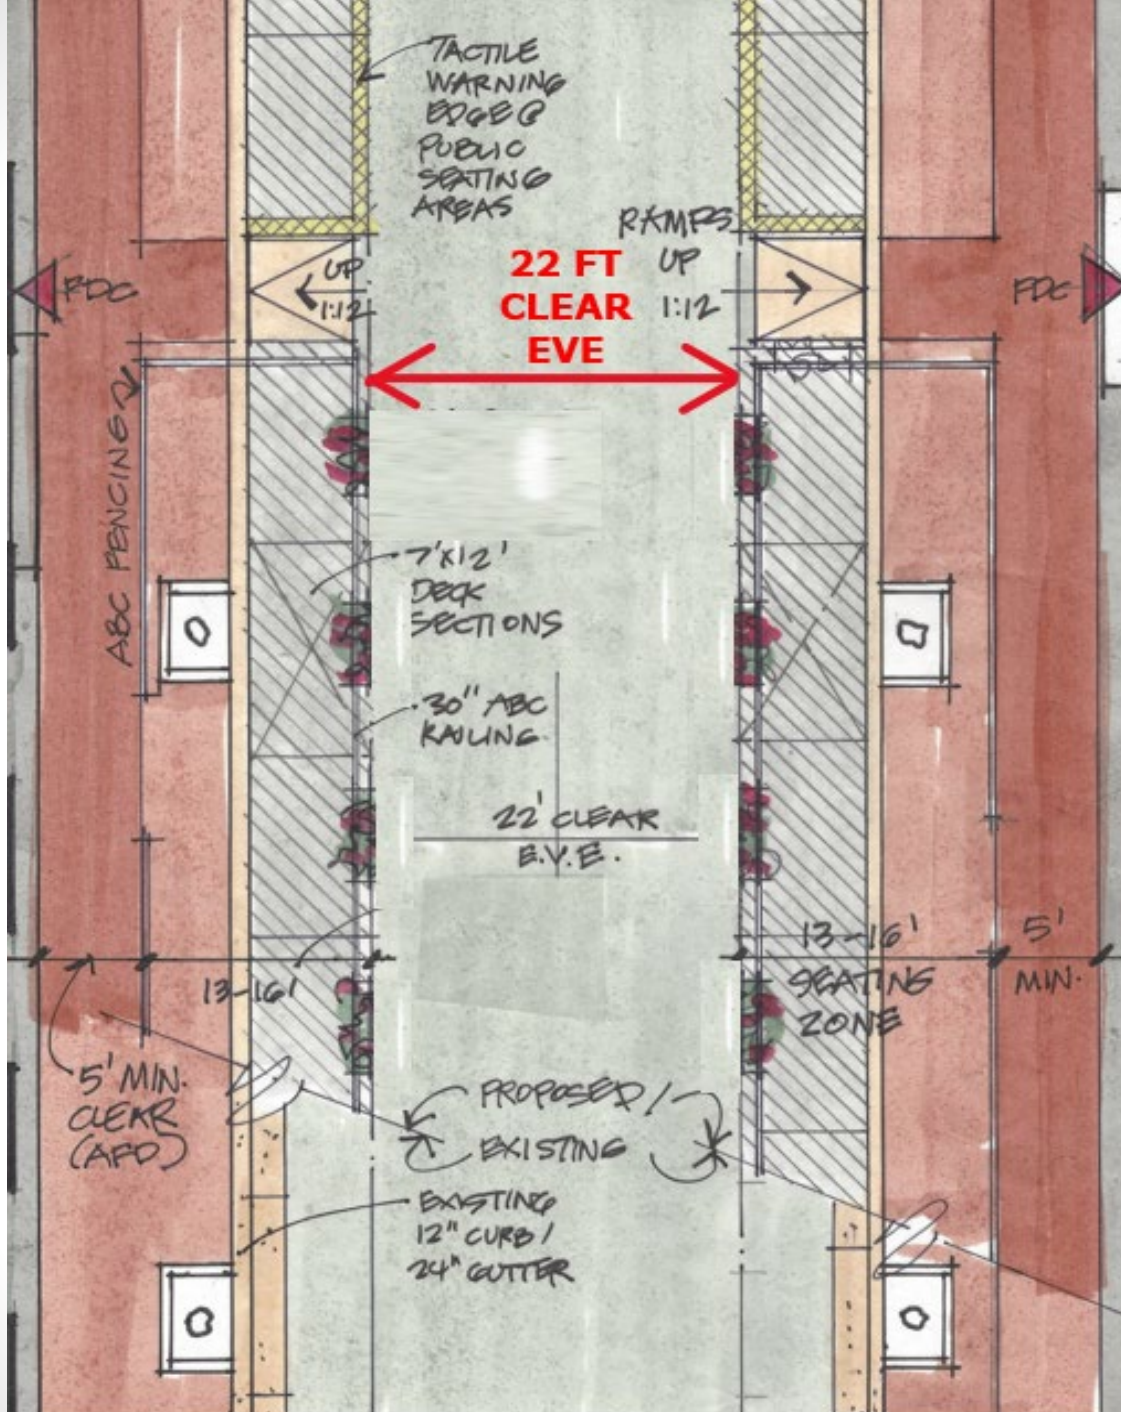 TACTILE
WARNING
EDGE @
PUBLIC
SEATING
AREAS
RAMPS
UP
1:12
UP
1:12
FDC
FDC
22 FT
CLEAR
EVE
ABC FENCING
7'X12'
DECK
SECTIONS
30" ABC
RAILING
22' CLEAR
E.V.E.
13-16'
SEATING
ZONE
5'
MIN.
13-16'
5' MIN.
CLEAR
(AFD)
PROPOSED /
EXISTING
EXISTING
12" CURB /
24" GUTTER